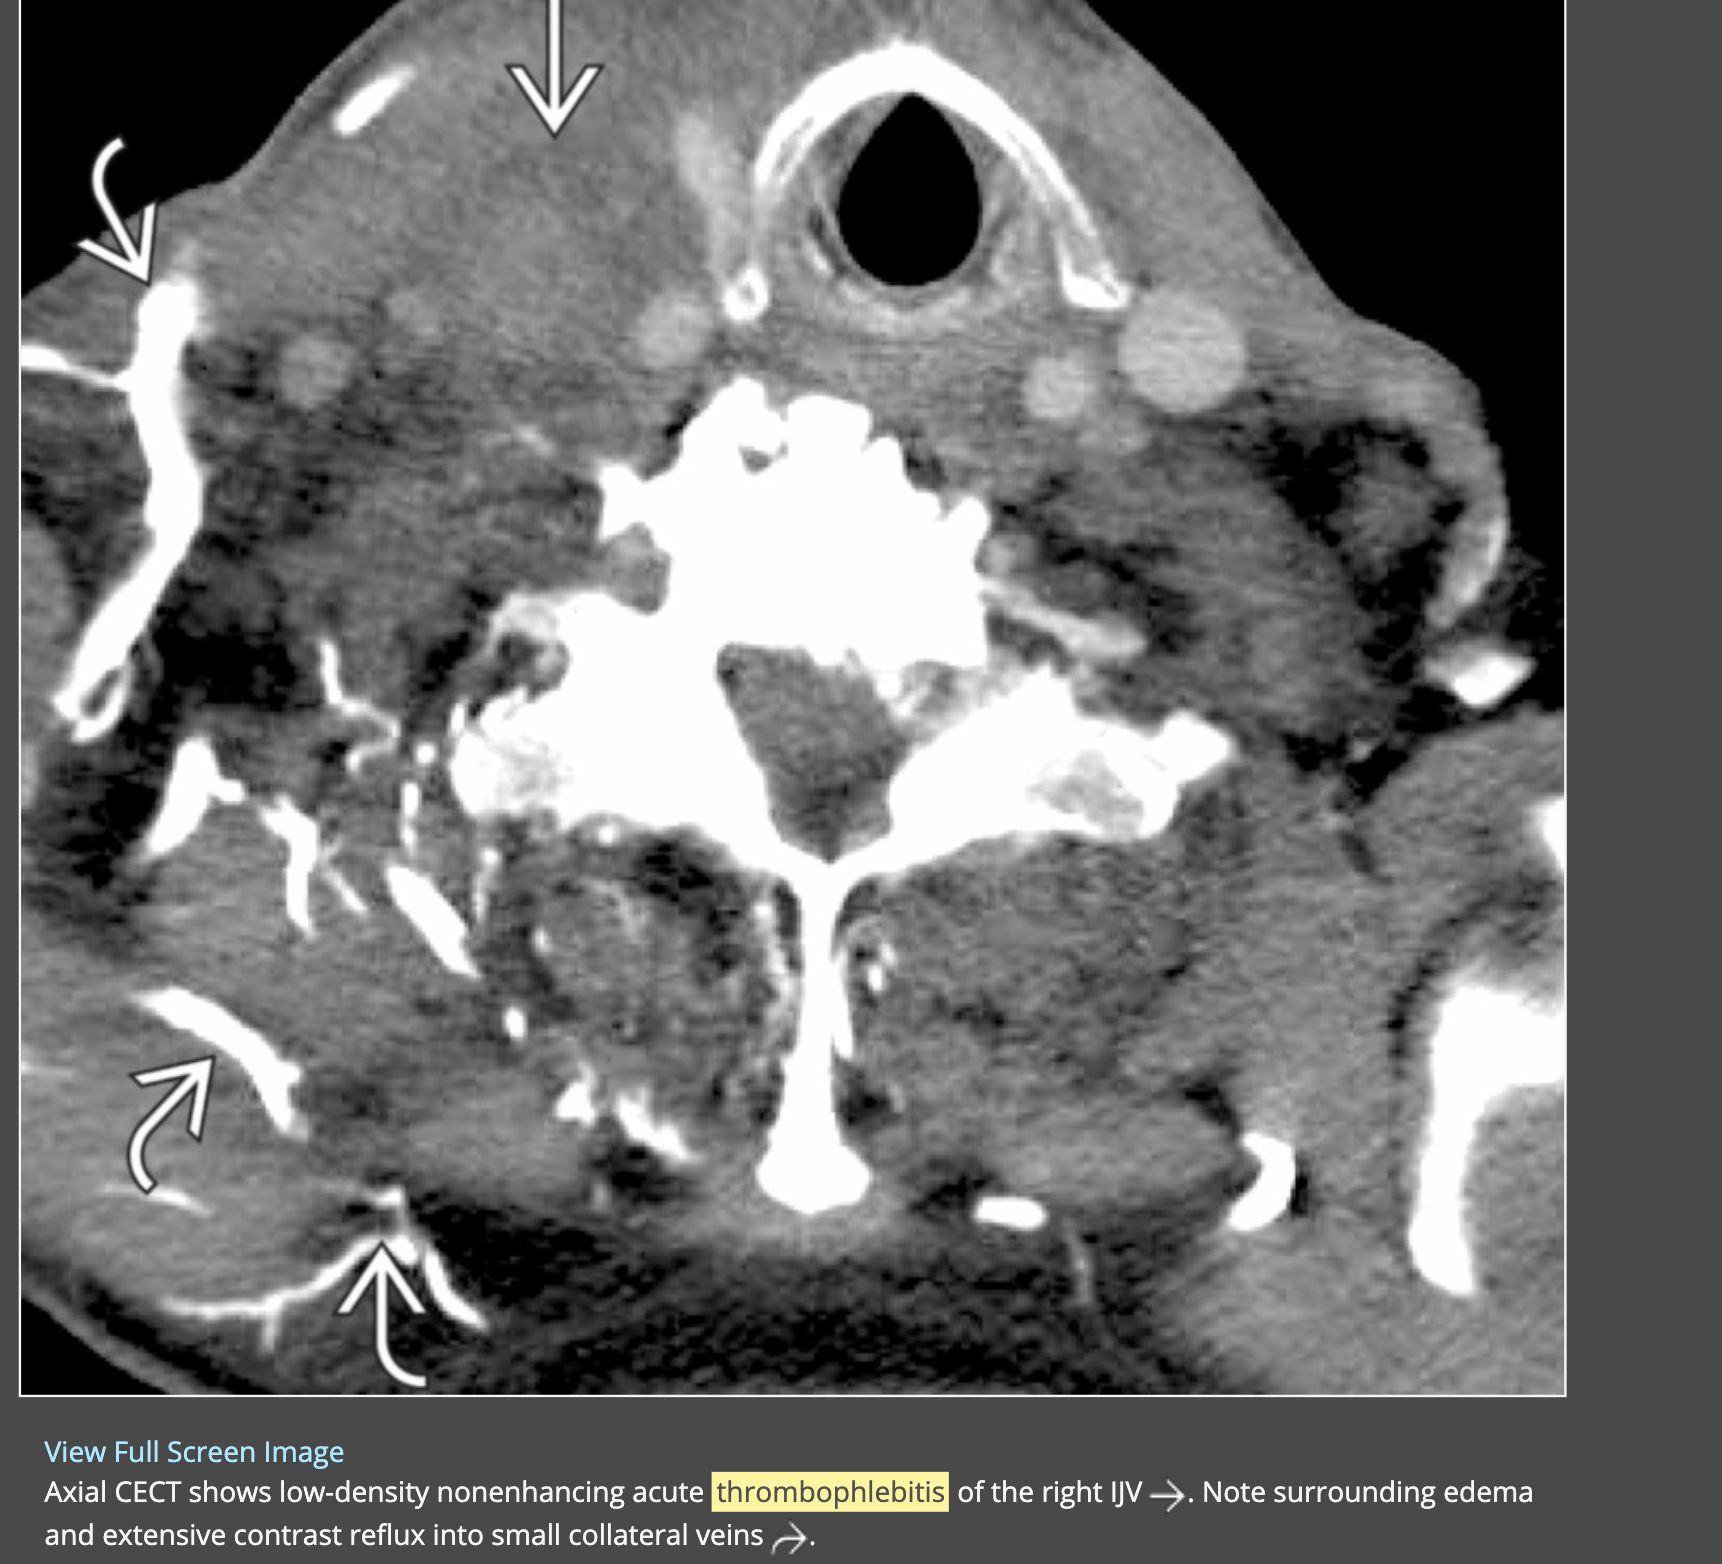 View Full Screen Image
Axial CECT shows low-density nonenhancing acute thrombophlebitis of the right IJV →. Note surrounding edema
and extensive contrast reflux into small collateral veins ↷.